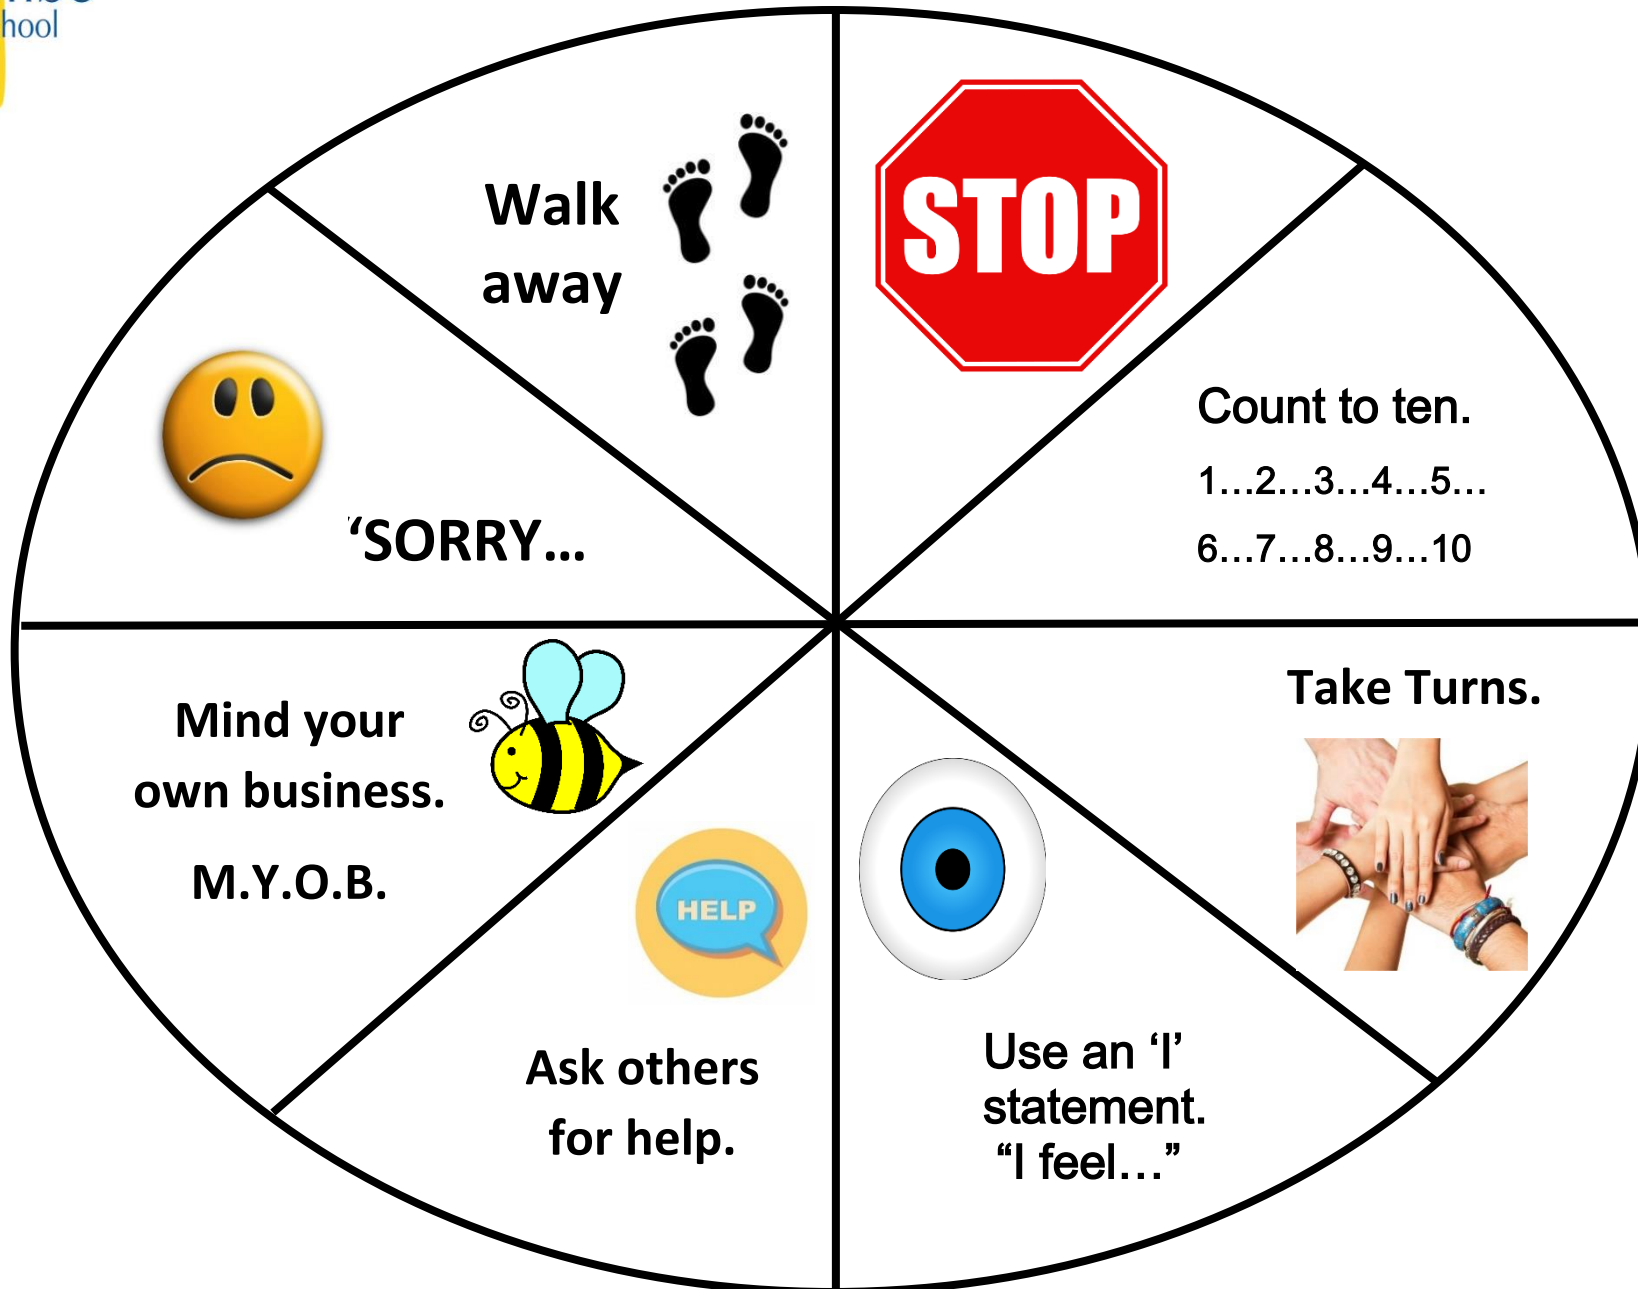 hool
Walk
away
STOP
Count to ten.
1...2...3...4...5...
6...7...8...9...10
Take Turns.
Use an ‘I’
statement.
“I feel...”
HELP
Ask others
for help.
Mind your
own business.
M.Y.O.B.
“SORRY...